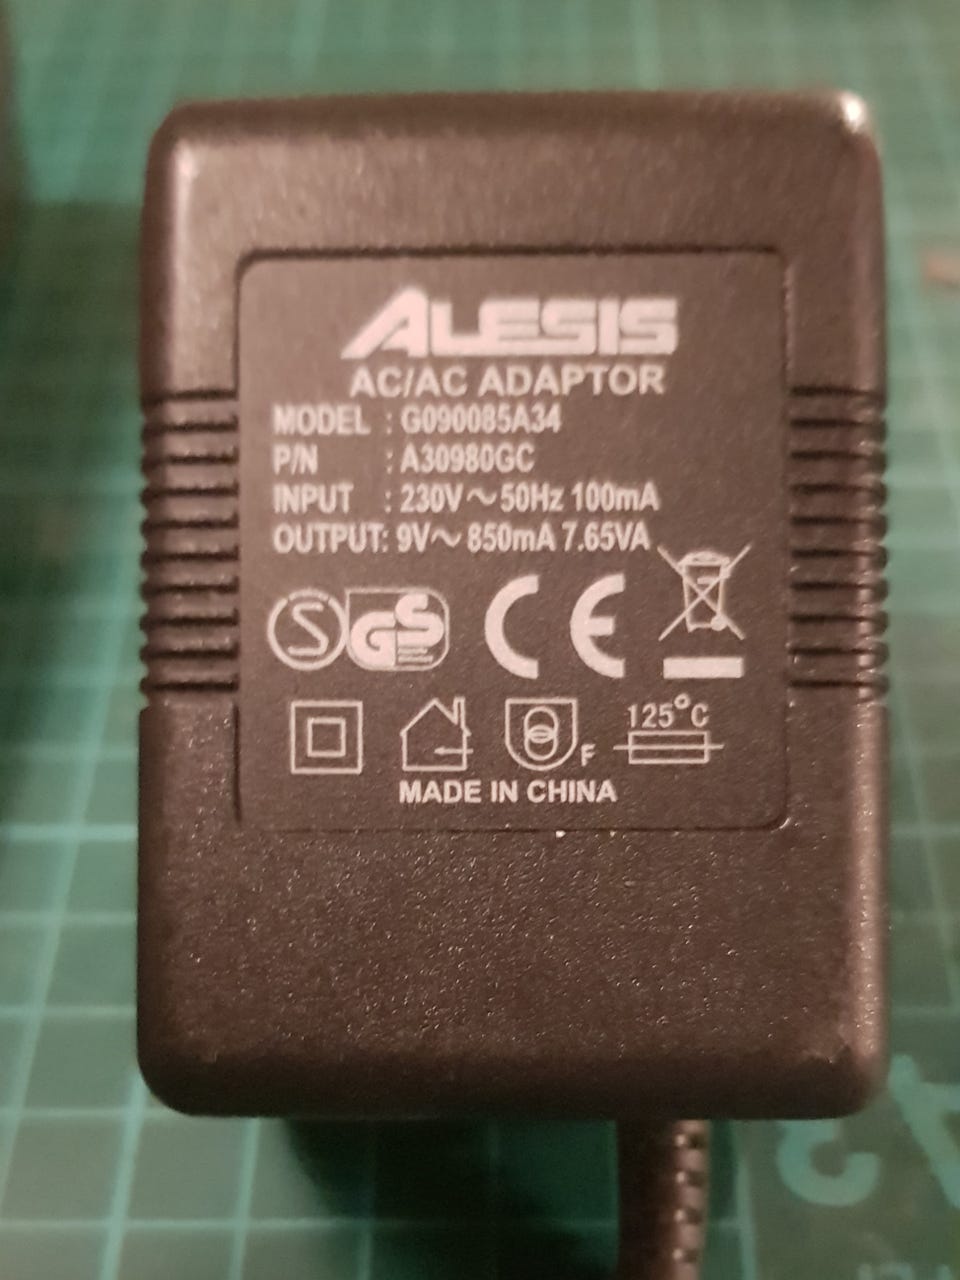 ALESIS
AC/AC ADAPTOR
MODEL : G090085A34
P/N : A30980GC
INPUT : 230V～50Hz 100mA
OUTPUT: 9V～850mA 7.65VA
S GS CE
F 125°C
MADE IN CHINA
A3